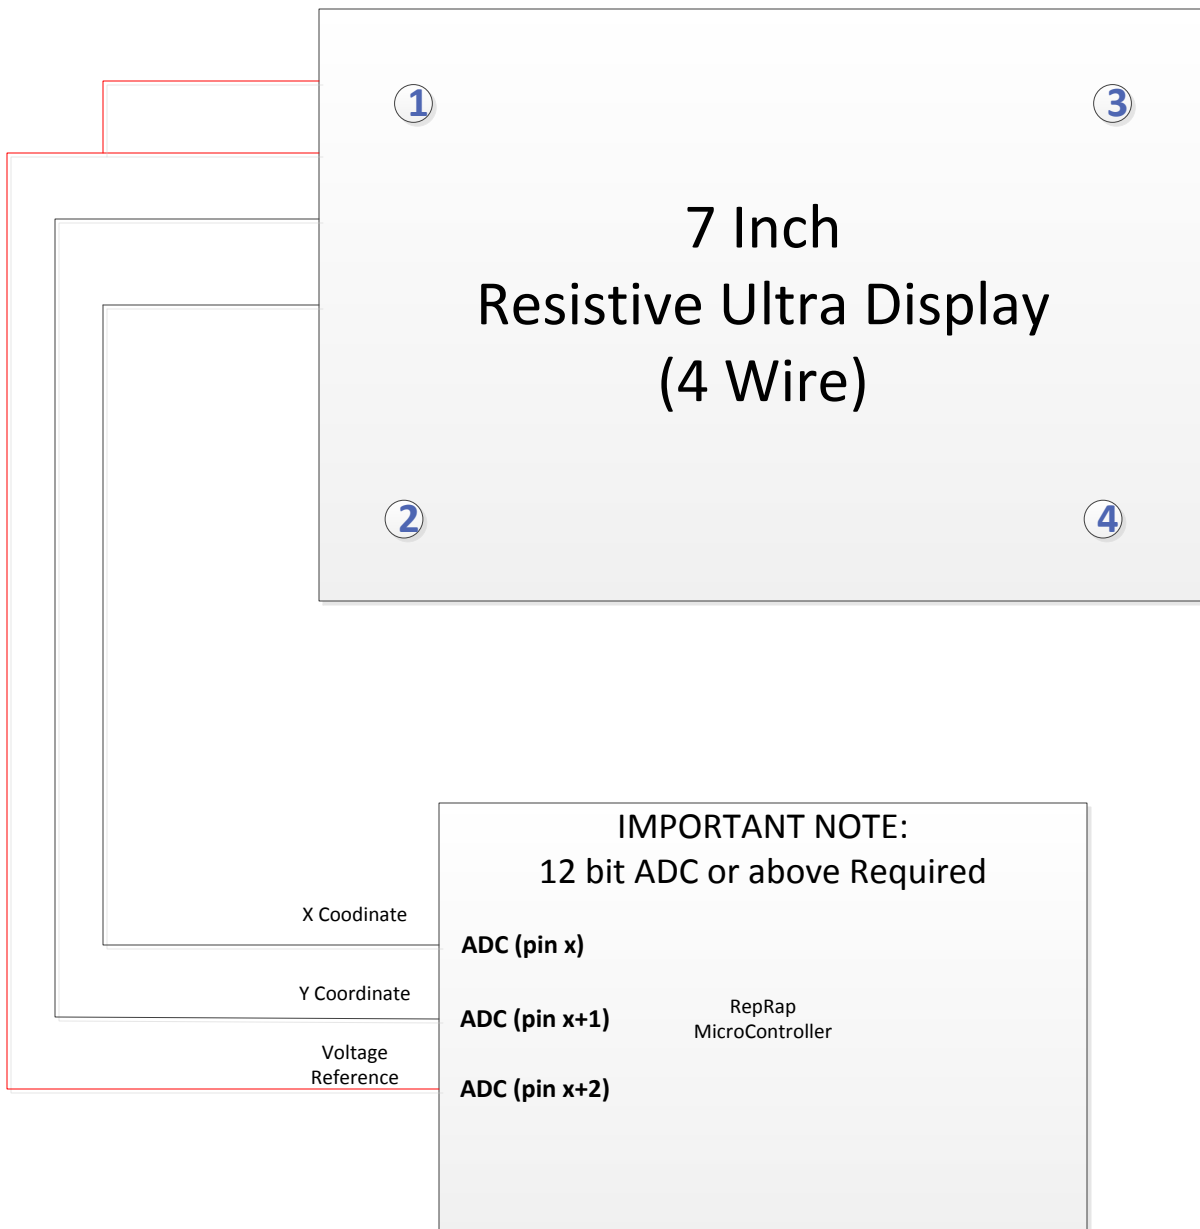 1
3
7 Inch
Resistive Ultra Display
(4 Wire)
2
4
IMPORTANT NOTE:
12 bit ADC or above Required
X Coodinate
ADC (pin x)
Y Coordinate
ADC (pin x+1)
RepRap
MicroController
Voltage
Reference
ADC (pin x+2)